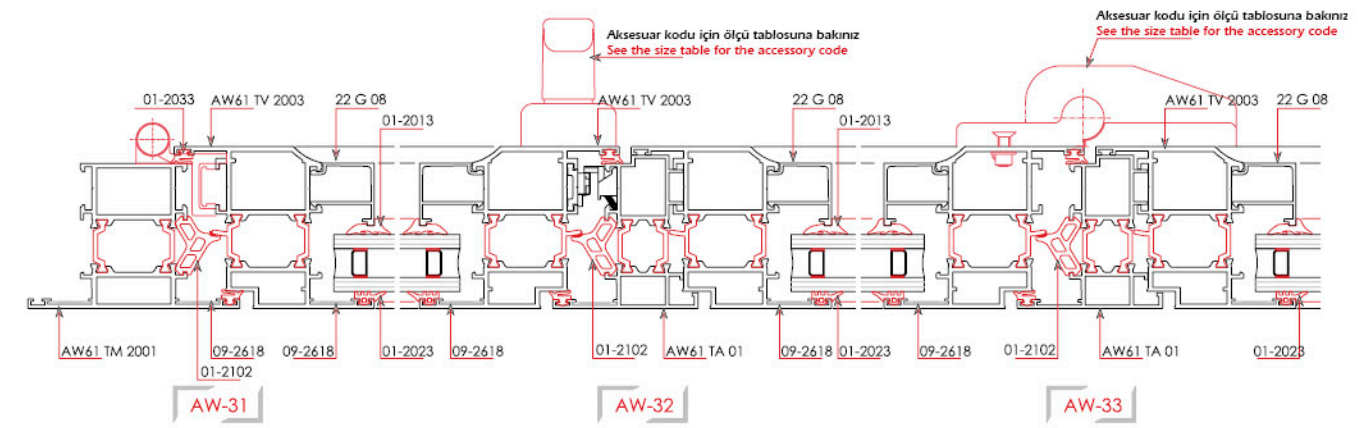 Aksesuar kodu için ölçü tablosuna bakınız
See the size table for the accessory code
Aksesuar kodu için ölçü tablosuna bakınız
See the size table for the accessory code
01-2033
AW61 TV 2003
22 G 08
01-2013
AW61 TV 2003
22 G 08
01-2013
AW61 TV 2003
22 G 08
AW61 TM 2001
09-2618
01-2102
09-2618
01-2023
09-2618
01-2102
AW61 TA 01
09-2618
01-2023
09-2618
01-2102
AW61 TA 01
01-2023
AW-31
AW-32
AW-33